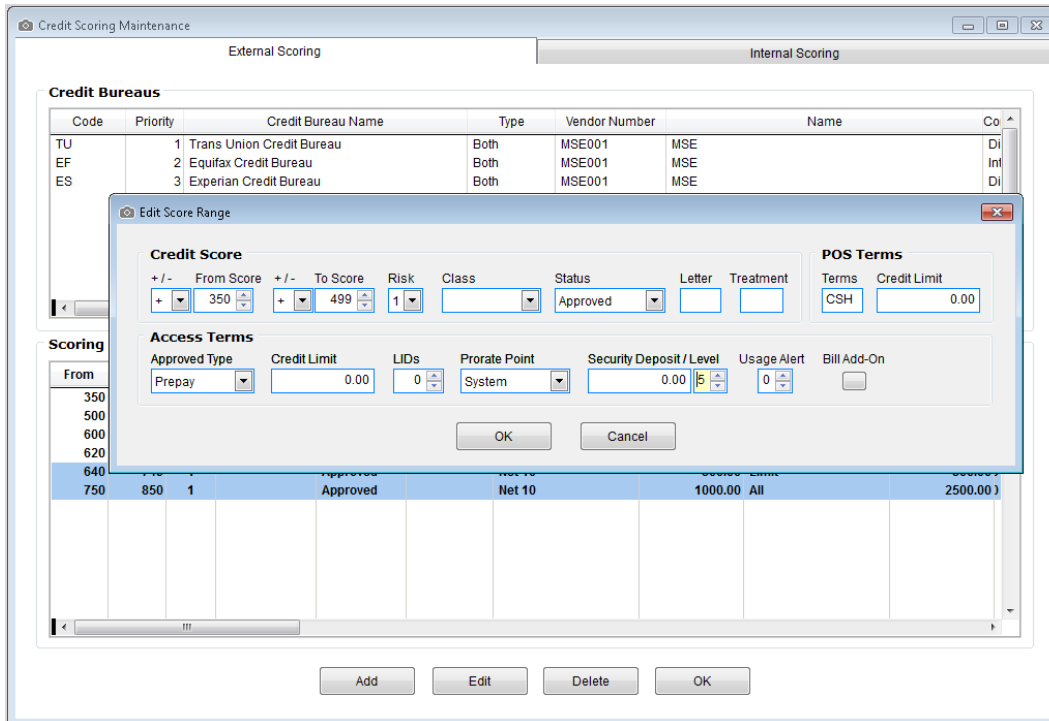 Credit Scoring Maintenance
External Scoring Internal Scoring
Credit Bureaus
Code Priority Credit Bureau Name Type Vendor Number Name
TU 1 Trans Union Credit Bureau Both MSE001 MSE
EF 2 Equifax Credit Bureau Both MSE001 MSE
ES 3 Experian Credit Bureau Both MSE001 MSE
Edit Score Range
Credit Score POS Terms
+ / - From Score + / - To Score Risk Class Status Letter Treatment Terms Credit Limit
+ 350 + 499 1 Approved CSH 0.00
Access Terms
Approved Type Credit Limit LIDs Prorate Point Security Deposit / Level Usage Alert Bill Add-On
Prepay 0.00 0 System 0.00 5 0
OK Cancel
Scoring
From
350
500
600
620
640
750 850 1 Approved Net 10 1000.00 All 2500.00
Add Edit Delete OK